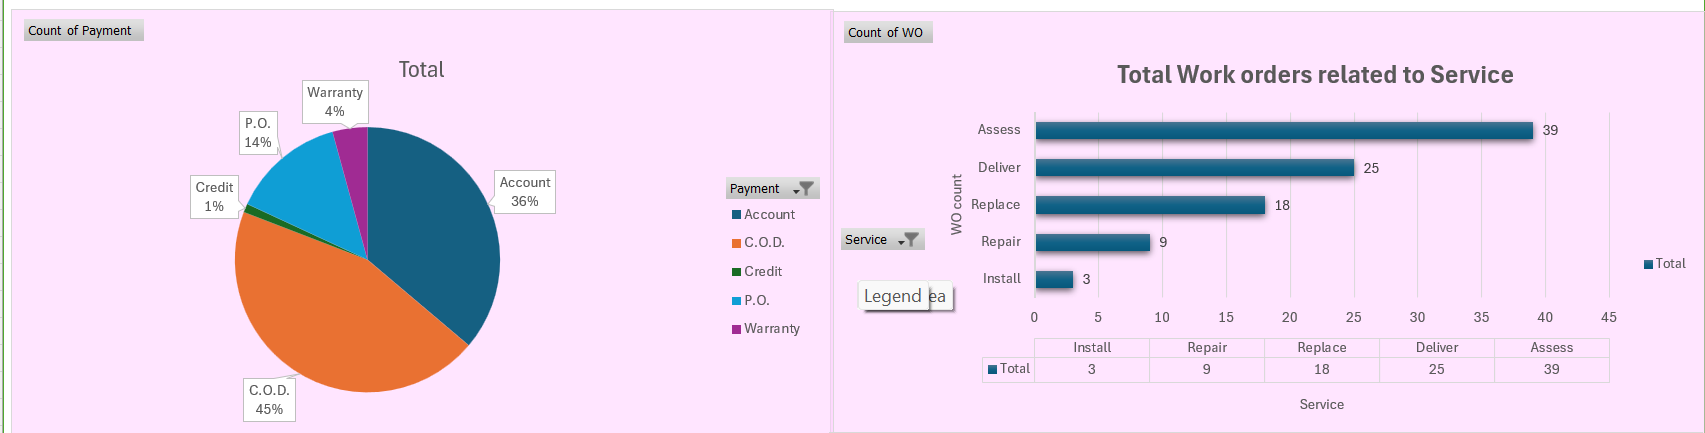 Count of Payment
Total
Warranty
4%
P.O.
14%
Credit
1%
Account
36%
C.O.D.
45%
Payment
Account
C.O.D.
Credit
P.O.
Warranty
Count of WO
Total Work orders related to Service
WO count
Assess 39
Deliver 25
Replace 18
Repair 9
Install 3
0 5 10 15 20 25 30 35 40 45
Service
Legend ea
Total
Install Repair Replace Deliver Assess
Total 3 9 18 25 39
Service